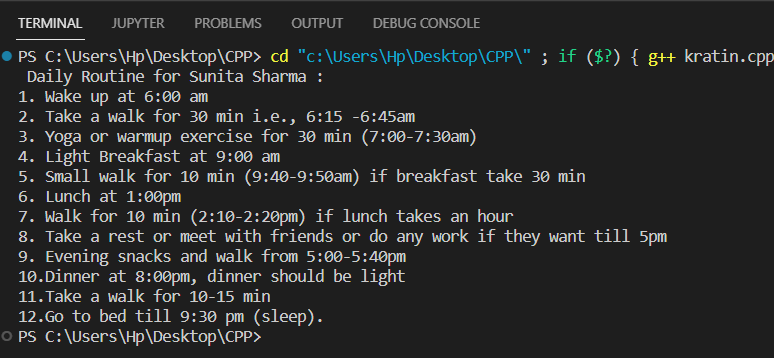 TERMINAL JUPYTER PROBLEMS OUTPUT DEBUG CONSOLE
PS C:\Users\Hp\Desktop\CPP> cd "c:\Users\Hp\Desktop\CPP\" ; if ($?) { g++ kratin.cpp
Daily Routine for Sunita Sharma :
1. Wake up at 6:00 am
2. Take a walk for 30 min i.e., 6:15 -6:45am
3. Yoga or warmup exercise for 30 min (7:00-7:30am)
4. Light Breakfast at 9:00 am
5. Small walk for 10 min (9:40-9:50am) if breakfast take 30 min
6. Lunch at 1:00pm
7. Walk for 10 min (2:10-2:20pm) if lunch takes an hour
8. Take a rest or meet with friends or do any work if they want till 5pm
9. Evening snacks and walk from 5:00-5:40pm
10.Dinner at 8:00pm, dinner should be light
11.Take a walk for 10-15 min
12.Go to bed till 9:30 pm (sleep).
PS C:\Users\Hp\Desktop\CPP>